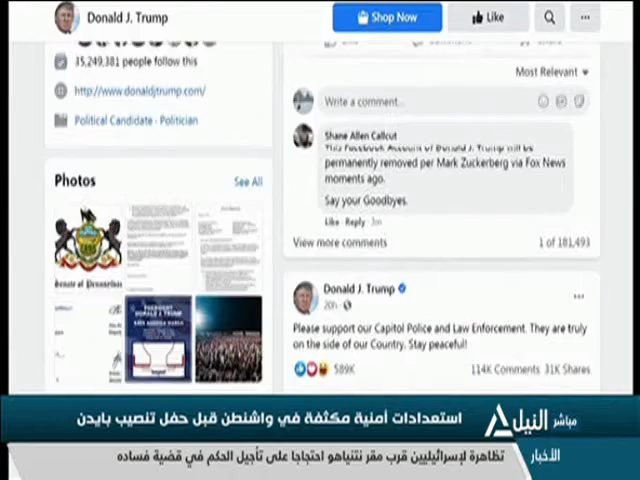 Donald J. Trump
Shop Now
Like
35,249,381 people follow this
http://www.donaldjtrump.com/
Political Candidate · Politician
Photos
See All
Most Relevant
Write a comment...
Shane Allen Callcut
This Facebook Account of Donald J. Trump will be
permanently removed per Mark Zuckerberg via Fox News
moments ago.
Say your Goodbyes.
Like · Reply · 3m
View more comments
1 of 181,493
Donald J. Trump
20h
Please support our Capitol Police and Law Enforcement. They are truly
on the side of our Country. Stay peaceful!
589K
114K Comments 31K Shares
استعدادات أمنية مكثفة في واشنطن قبل حفل تنصيب بايدن
النيل مباشر
الأخبار
تظاهرة لإسرائيليين قرب مقر نتنياهو احتجاجا على تأجيل الحكم في قضية فساده